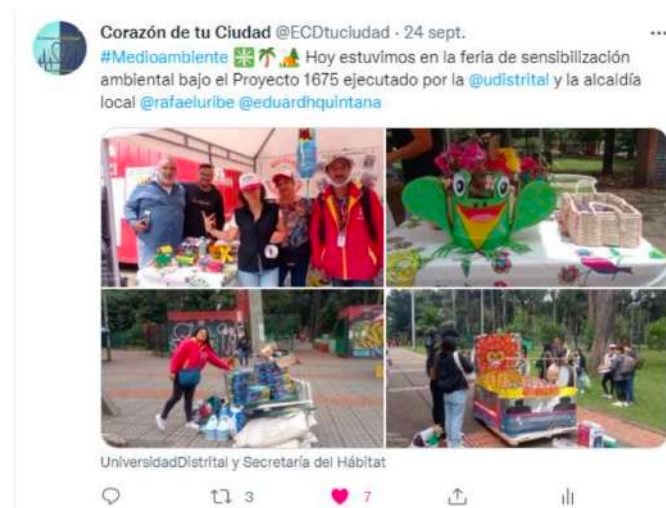 Corazón de tu Ciudad @ECDtuciudad · 24 sept.
#Medioambiente ❇️🌴🏕️ Hoy estuvimos en la feria de sensibilización
ambiental bajo el Proyecto 1675 ejecutado por la @udistrital y la alcaldía
local @rafaeluribe @eduardhquintana
UniversidadDistrital y Secretaría del Hábitat
3
7